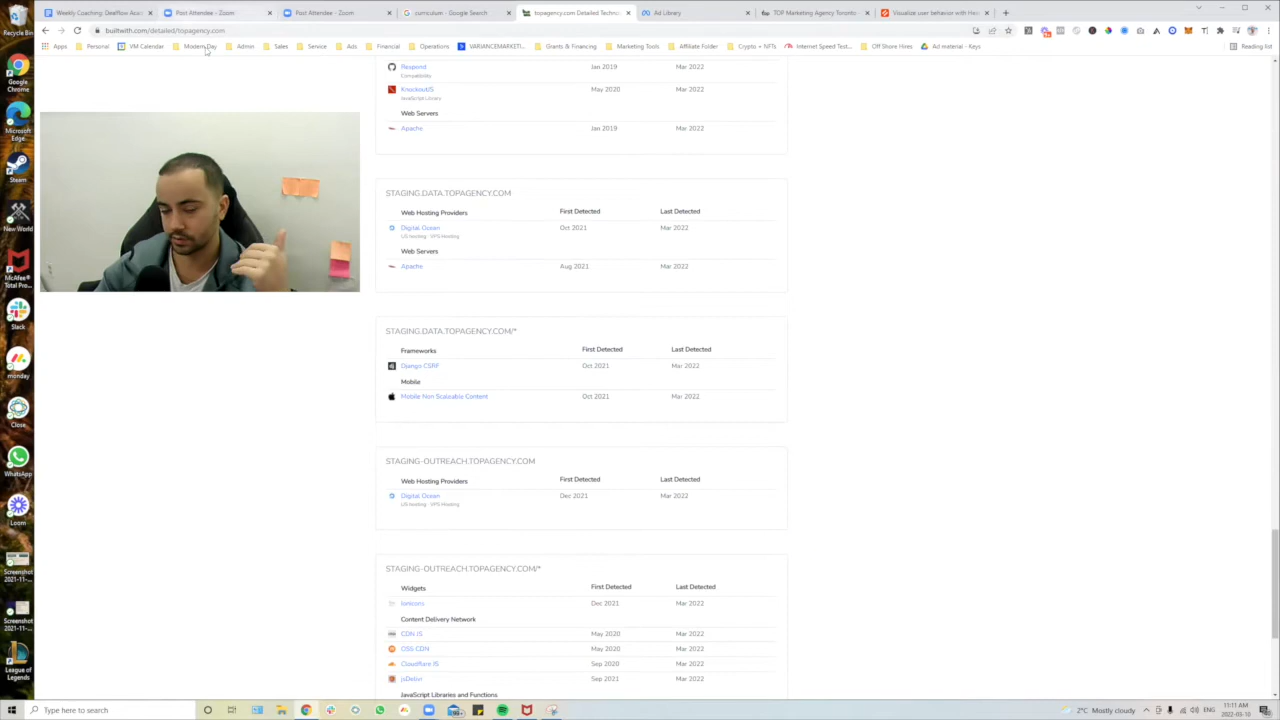 Recycle Bin
Google Chrome
Microsoft Edge
Steam
New World
McAfee® Total Pro...
Slack
monday
Close
WhatsApp
Loom
Screenshot 2021-11-...
Screenshot 2021-11-...
League of Legends
Weekly Coaching: Dealflow Aca
Post Attendee - Zoom
Post Attendee - Zoom
curriculum - Google Search
topagency.com Detailed Techno
Ad Library
TOP Marketing Agency Toronto
Visualize user behavior with He
builtwith.com/detailed/topagency.com
Apps
Personal
VM Calendar
Modern Day
Admin
Sales
Service
Ads
Financial
Operations
VARIANCEMARKETI...
Grants & Financing
Marketing Tools
Affiliate Folder
Crypto + NFTs
Internet Speed Test...
Off Shore Hires
Ad material - Keys
Reading list
Respond Jan 2019 Mar 2022
Compatibility
KnockoutJS May 2020 Mar 2022
JavaScript Library
Web Servers
Apache Jan 2019 Mar 2022
STAGING.DATA.TOPAGENCY.COM
Web Hosting Providers First Detected Last Detected
Digital Ocean Oct 2021 Mar 2022
US hosting · VPS Hosting
Web Servers
Apache Aug 2021 Mar 2022
STAGING.DATA.TOPAGENCY.COM/*
Frameworks First Detected Last Detected
Django CSRF Oct 2021 Mar 2022
Mobile
Mobile Non Scaleable Content Oct 2021 Mar 2022
STAGING-OUTREACH.TOPAGENCY.COM
Web Hosting Providers First Detected Last Detected
Digital Ocean Dec 2021 Mar 2022
US hosting · VPS Hosting
STAGING-OUTREACH.TOPAGENCY.COM/*
Widgets First Detected Last Detected
Ionicons Dec 2021 Mar 2022
Content Delivery Network
CDN JS May 2020 Mar 2022
OSS CDN May 2020 Mar 2022
Cloudflare JS Sep 2020 Mar 2022
jsDelivr Sep 2021 Mar 2022
JavaScript Libraries and Functions
Type here to search
99+
2°C Mostly cloudy
ENG
11:11 AM
2022-03-10